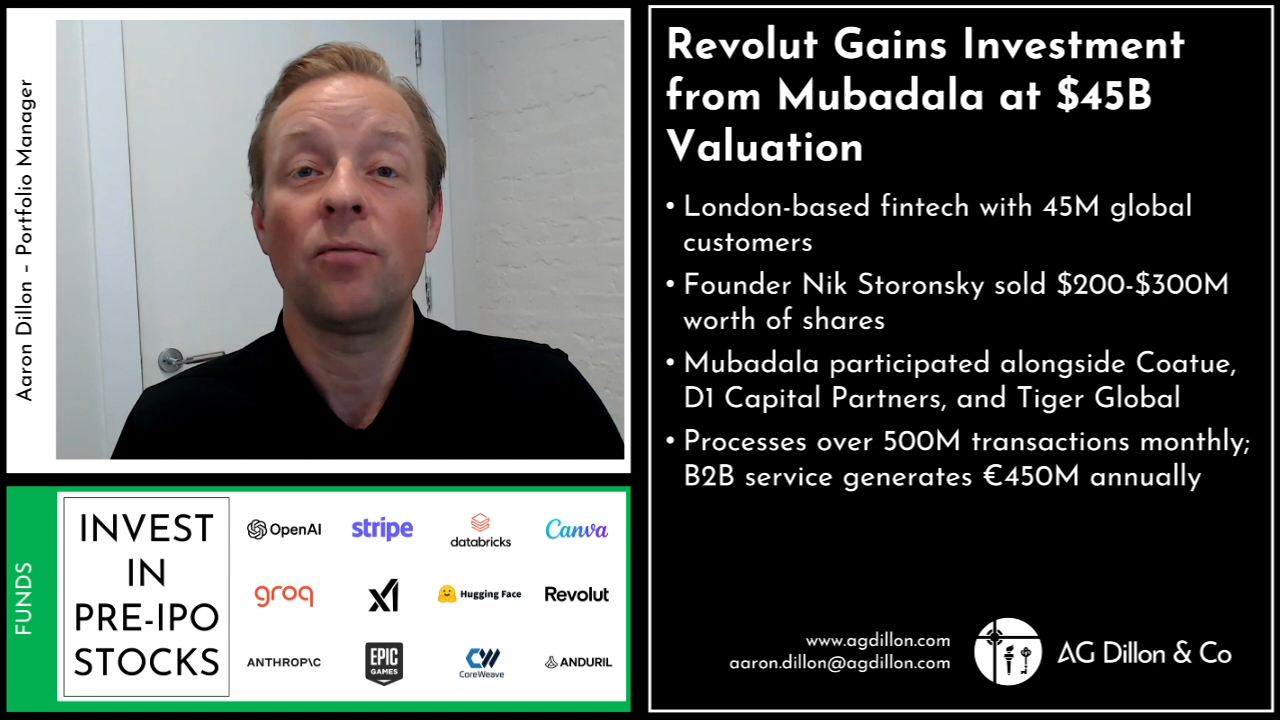 Aaron Dillon – Portfolio Manager
Revolut Gains Investment
from Mubadala at $45B
Valuation
• London-based fintech with 45M global
customers
• Founder Nik Storonsky sold $200-$300M
worth of shares
• Mubadala participated alongside Coatue,
D1 Capital Partners, and Tiger Global
• Processes over 500M transactions monthly;
B2B service generates €450M annually
FUNDS
INVEST
IN
PRE-IPO
STOCKS
OpenAI
stripe
databricks
Canva
groq
xI
Hugging Face
Revolut
ANTHROP\C
EPIC
GAMES
CW
CoreWeave
ANDURIL
www.agdillon.com
aaron.dillon@agdillon.com
AG Dillon & Co